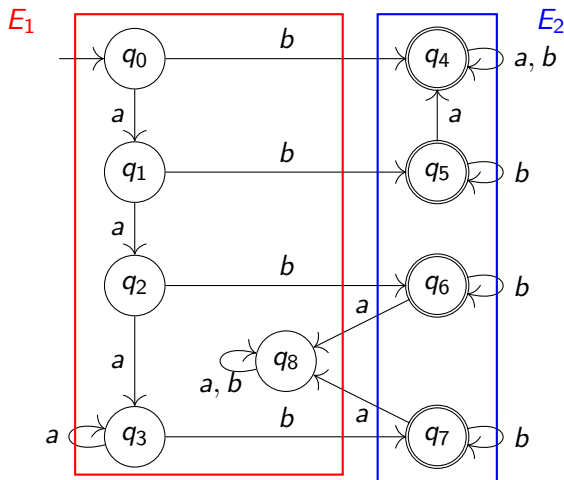 E₁ E₂
b
q₀ q₄ a, b
a a
b
q₁ q₅ b
a
b
q₂ q₆ b
a
a q₈
a, b
b
a q₃ a q₇ b